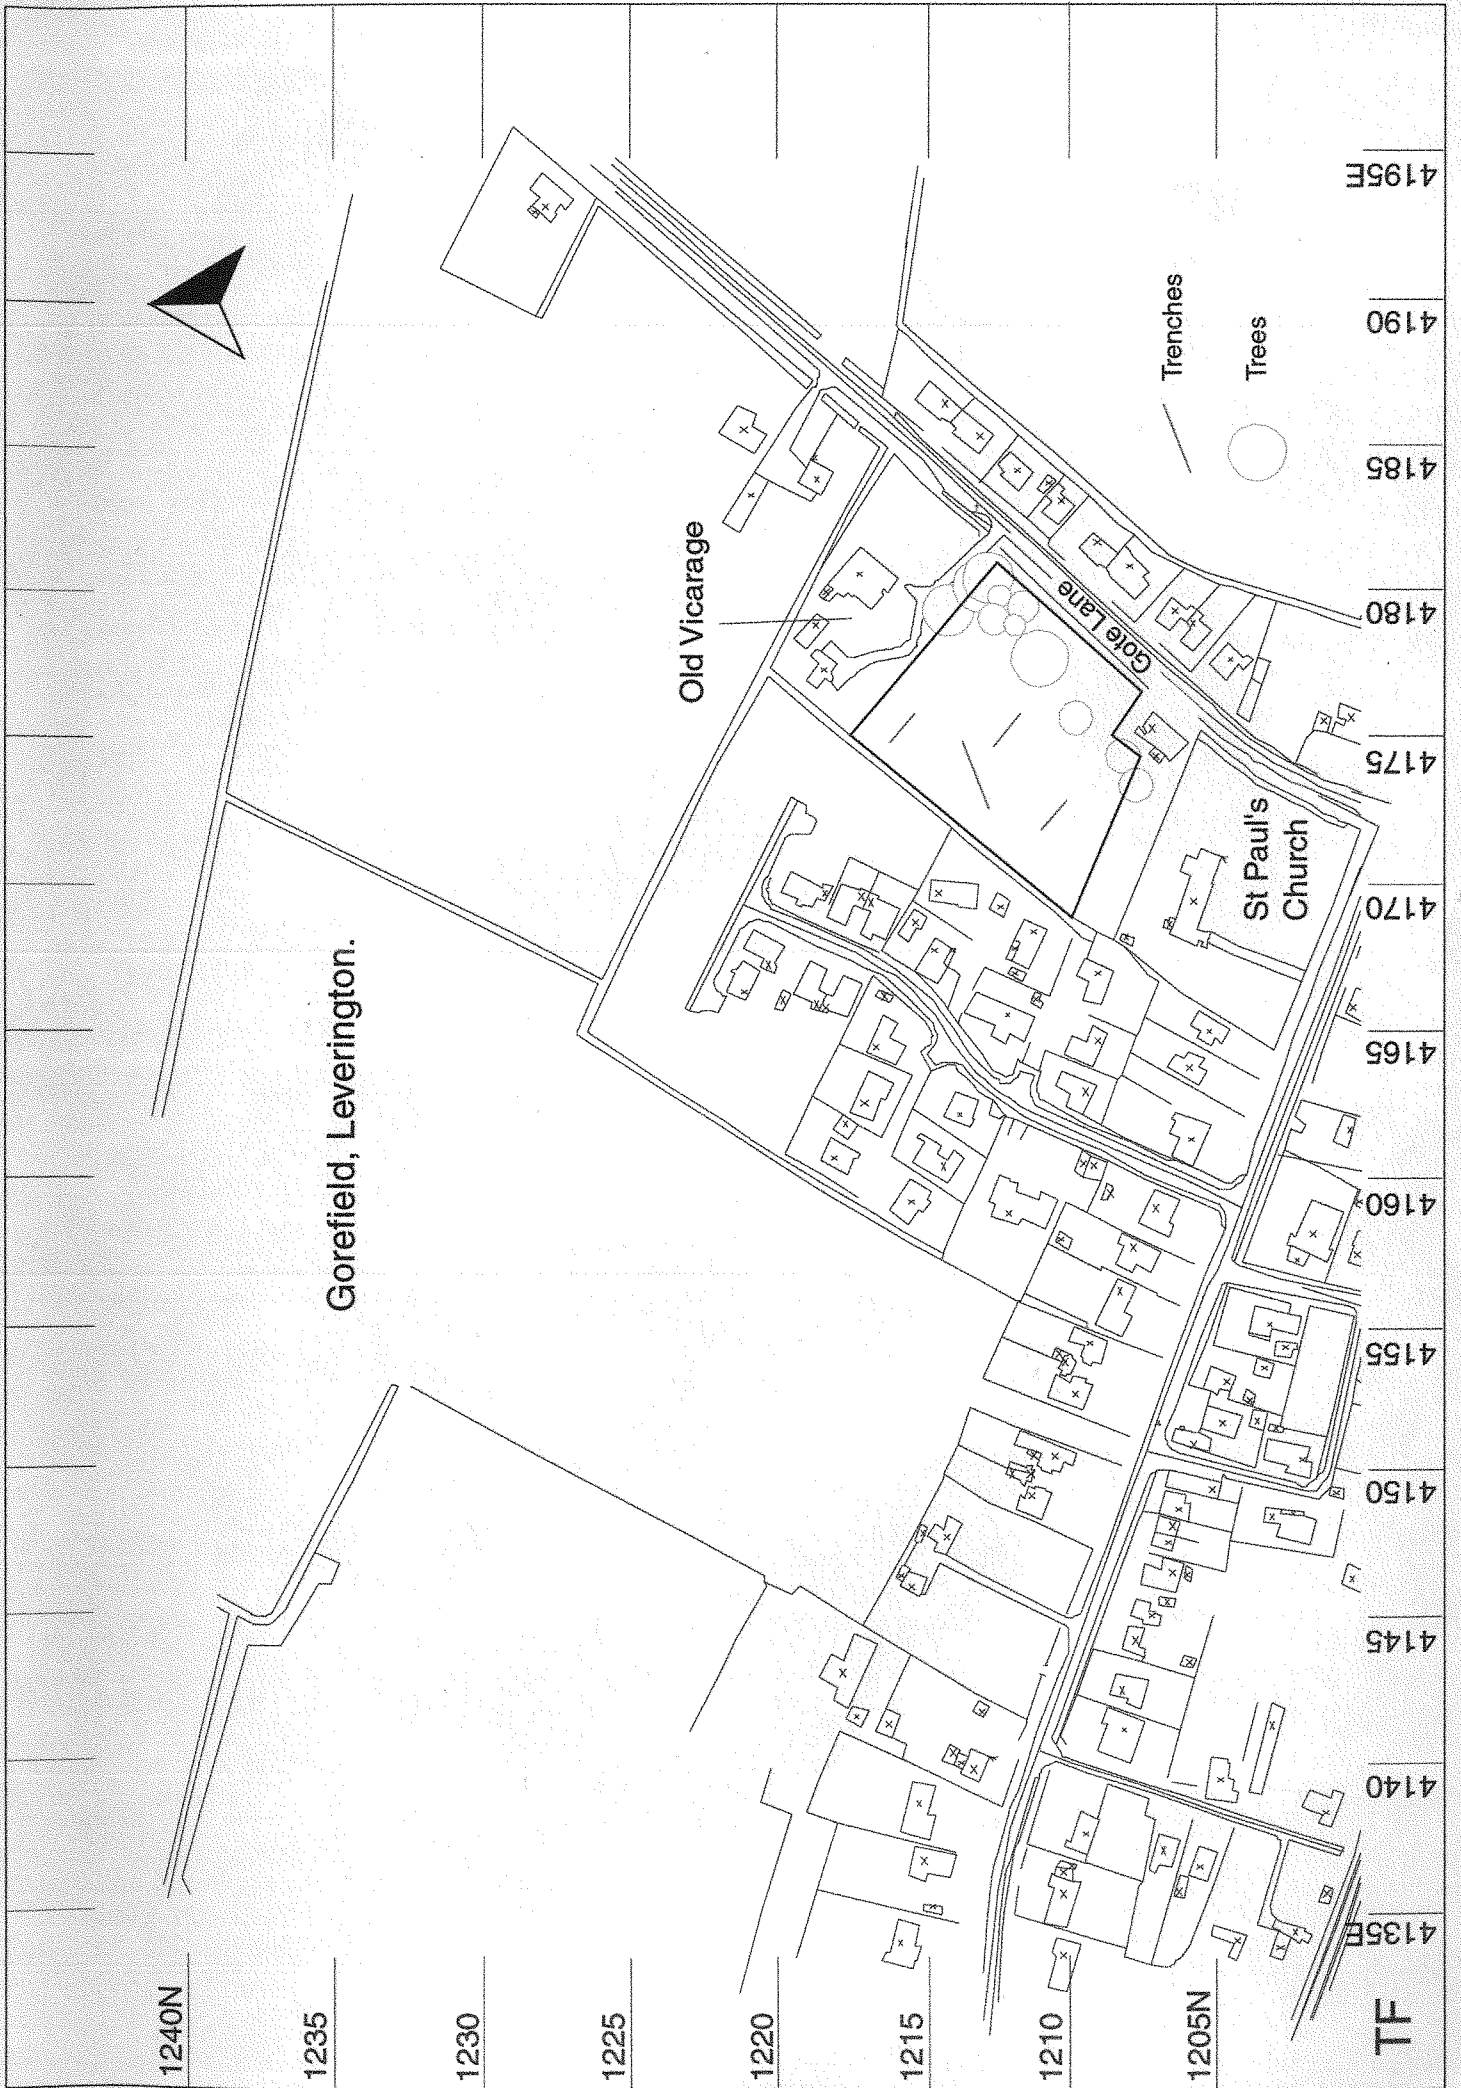 Gorefield, Leverington.
Old Vicarage
Gote Lane
St Paul's
Church
Trenches
Trees
1240N
1235
1230
1225
1220
1215
1210
1205N
TF
4135E
4140
4145
4150
4155
4160
4165
4170
4175
4180
4185
4190
4195E